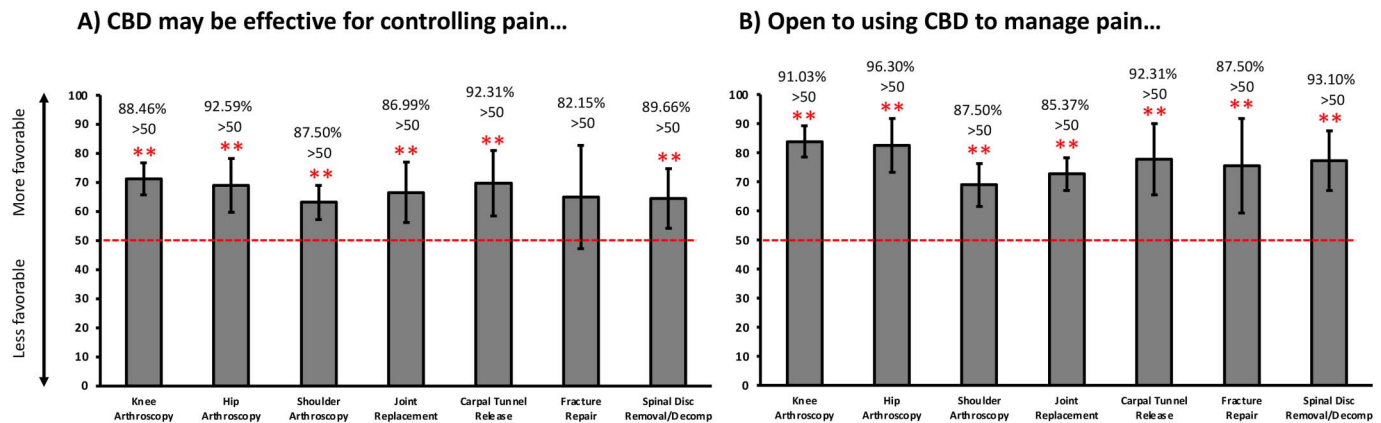 A) CBD may be effective for controlling pain…
More favorable
Less favorable
100
90
80
70
60
50
40
30
20
10
0
88.46%
>50
**
92.59%
>50
**
87.50%
>50
**
86.99%
>50
**
92.31%
>50
**
82.15%
>50
89.66%
>50
**
Knee
Arthroscopy
Hip
Arthroscopy
Shoulder
Arthroscopy
Joint
Replacement
Carpal Tunnel
Release
Fracture
Repair
Spinal Disc
Removal/Decomp
B) Open to using CBD to manage pain…
100
90
80
70
60
50
40
30
20
10
0
91.03%
>50
**
96.30%
>50
**
87.50%
>50
**
85.37%
>50
**
92.31%
>50
**
87.50%
>50
**
93.10%
>50
**
Knee
Arthroscopy
Hip
Arthroscopy
Shoulder
Arthroscopy
Joint
Replacement
Carpal Tunnel
Release
Fracture
Repair
Spinal Disc
Removal/Decomp